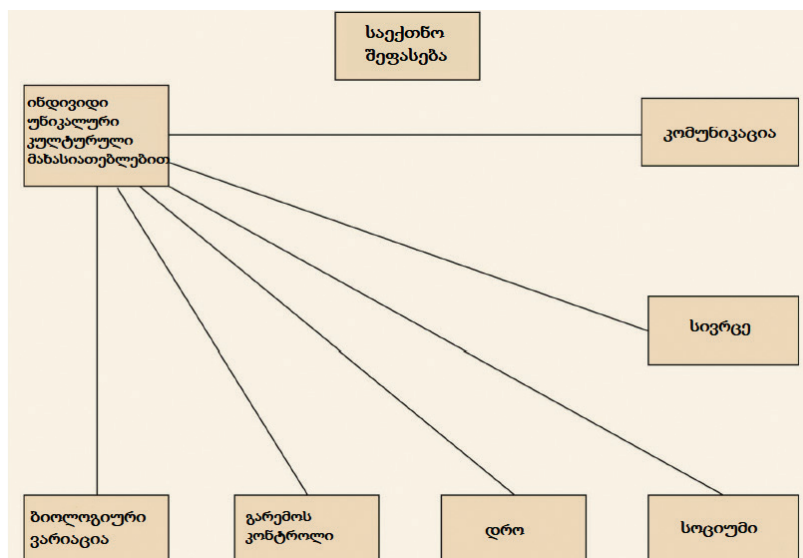 საექთნო
შეფასება
ინდივიდი
უნიკალური
კულტურული
მახასიათებლებით
კომუნიკაცია
სივრცე
ბიოლოგიური
ვარიაცია
გარემოს
კონტროლი
დრო
სოციუმი